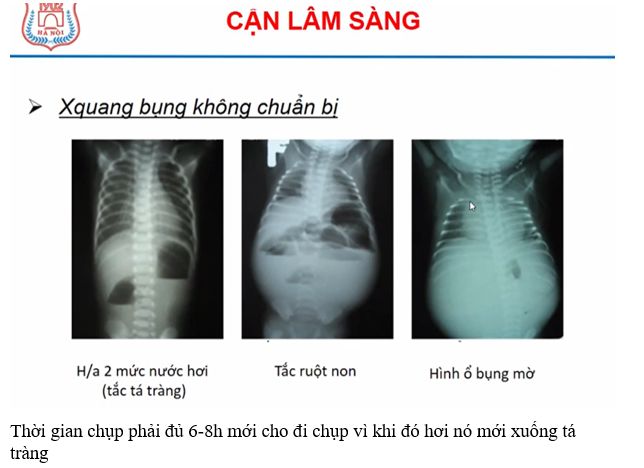 1902
HÀ NỘI
CẬN LÂM SÀNG
➢ Xquang bụng không chuẩn bị
H/a 2 mức nước hơi
(tắc tá tràng)
Tắc ruột non
Hình ổ bụng mờ
Thời gian chụp phải đủ 6-8h mới cho đi chụp vì khi đó hơi nó mới xuống tá
tràng